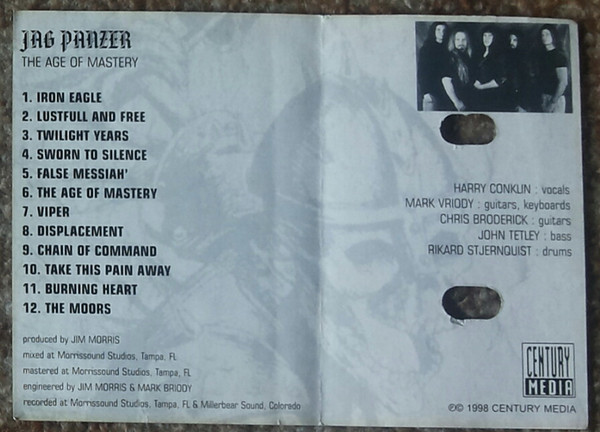 JAG PANZER
THE AGE OF MASTERY
1. IRON EAGLE
2. LUSTFULL AND FREE
3. TWILIGHT YEARS
4. SWORN TO SILENCE
5. FALSE MESSIAH'
6. THE AGE OF MASTERY
7. VIPER
8. DISPLACEMENT
9. CHAIN OF COMMAND
10. TAKE THIS PAIN AWAY
11. BURNING HEART
12. THE MOORS
produced by JIM MORRIS
mixed at Morrissound Studios, Tampa, FL
mastered at Morrissound Studios, Tampa, FL
engineered by JIM MORRIS & MARK BRIODY
recorded at Morrissound Studios, Tampa, FL & Millerbear Sound, Colorado
HARRY CONKLIN : vocals
MARK VRIODY : guitars, keyboards
CHRIS BRODERICK : guitars
JOHN TETLEY : bass
RIKARD STJERNQUIST : drums
CENTURY
MEDIA
℗© 1998 CENTURY MEDIA